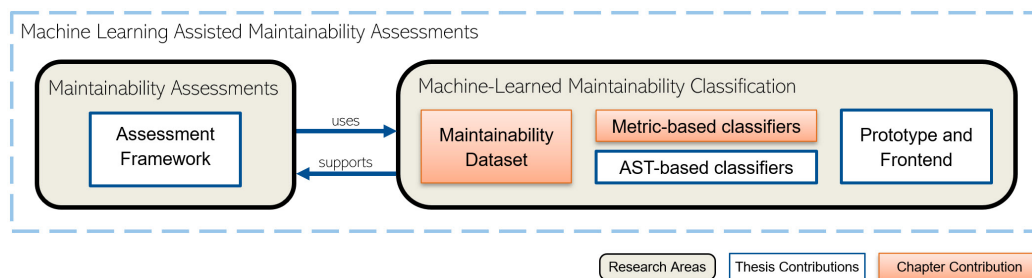 Machine Learning Assisted Maintainability Assessments
Maintainability Assessments
Assessment
Framework
uses
supports
Machine-Learned Maintainability Classification
Maintainability
Dataset
Metric-based classifiers
AST-based classifiers
Prototype and
Frontend
Research Areas
Thesis Contributions
Chapter Contribution